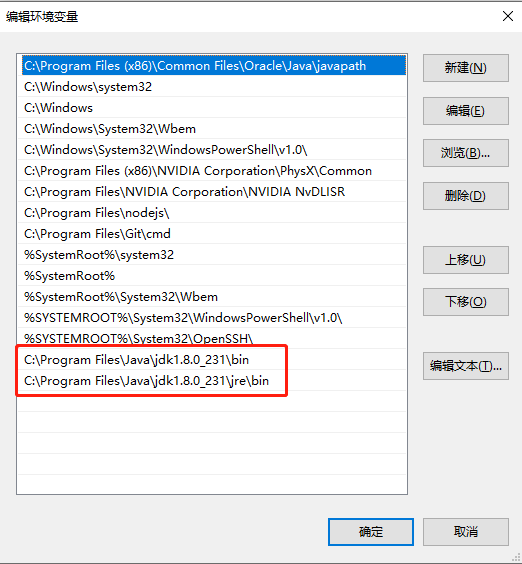 编辑环境变量
C:\Program Files (x86)\Common Files\Oracle\Java\javapath
C:\Windows\system32
C:\Windows
C:\Windows\System32\Wbem
C:\Windows\System32\WindowsPowerShell\v1.0\
C:\Program Files (x86)\NVIDIA Corporation\PhysX\Common
C:\Program Files\NVIDIA Corporation\NVIDIA NvDLISR
C:\Program Files\nodejs\
C:\Program Files\Git\cmd
%SystemRoot%\system32
%SystemRoot%
%SystemRoot%\System32\Wbem
%SYSTEMROOT%\System32\WindowsPowerShell\v1.0\
%SYSTEMROOT%\System32\OpenSSH\
C:\Program Files\Java\jdk1.8.0_231\bin
C:\Program Files\Java\jdk1.8.0_231\jre\bin
新建(N)
编辑(E)
浏览(B)...
删除(D)
上移(U)
下移(O)
编辑文本(T)...
确定
取消